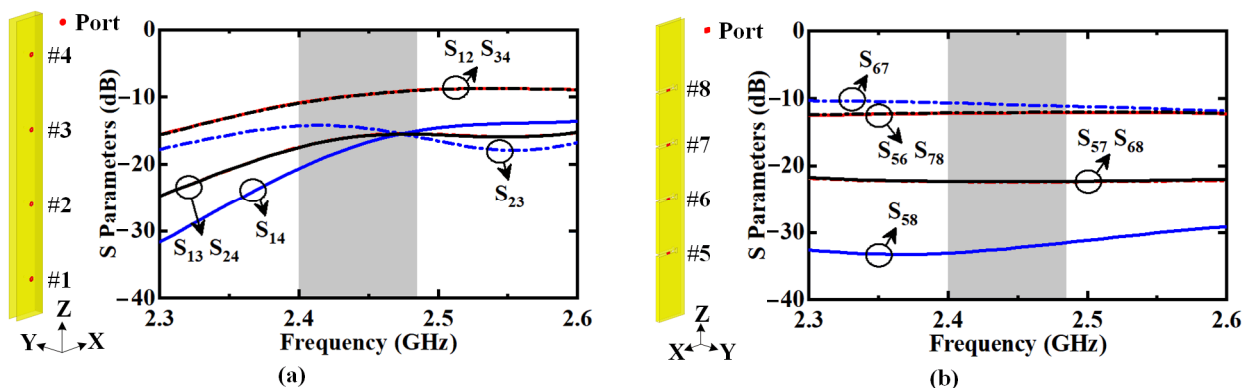 Port
#4
#3
#2
#1
Z
Y X
S Parameters (dB)
0
−10
−20
−30
−40
S12 S34
S23
S13 S24
S14
2.3 2.4 2.5 2.6
Frequency (GHz)
(a)
Port
#8
#7
#6
#5
Z
X Y
S Parameters (dB)
0
−10
−20
−30
−40
S67
S56 S78
S57 S68
S58
2.3 2.4 2.5 2.6
Frequency (GHz)
(b)